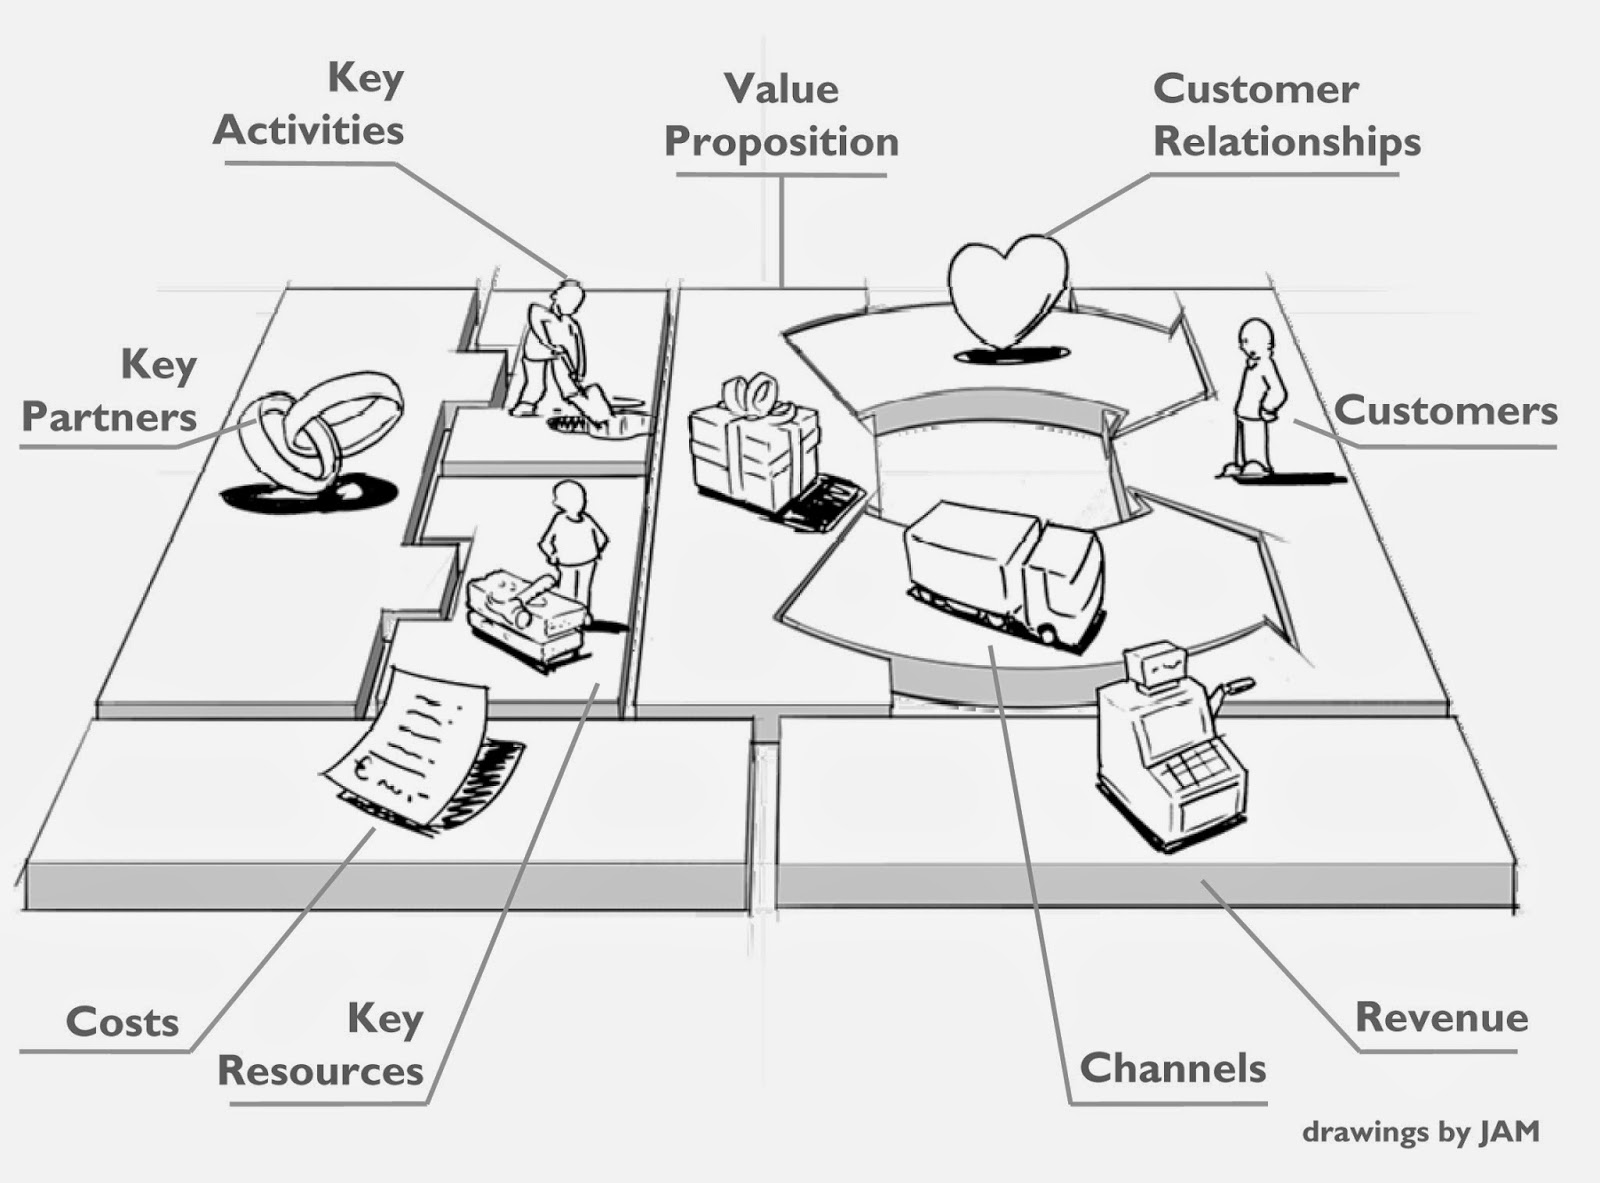 Key
Activities
Value
Proposition
Customer
Relationships
Key
Partners
Customers
€
Costs
Key
Resources
Channels
Revenue
drawings by JAM